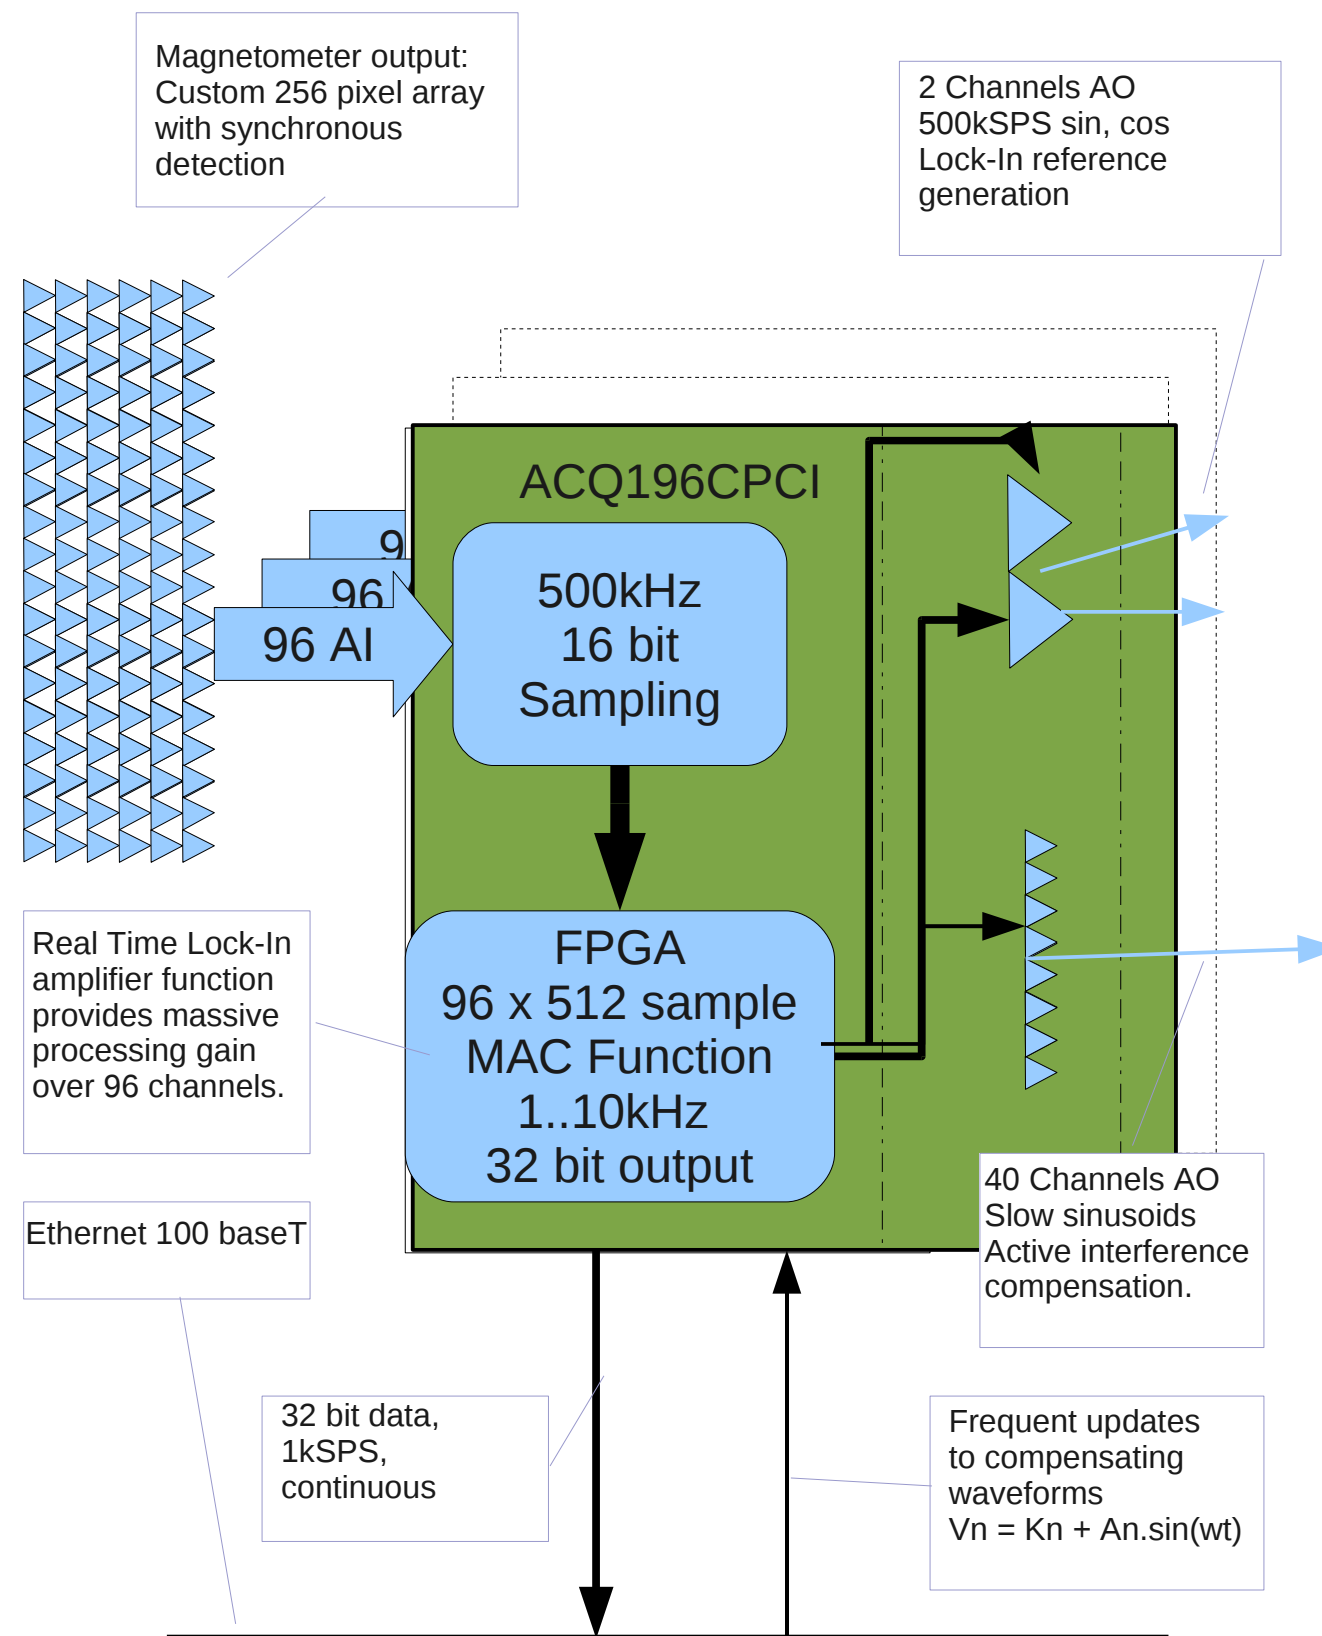 Magnetometer output:
Custom 256 pixel array
with synchronous
detection
2 Channels AO
500kSPS sin, cos
Lock-In reference
generation
ACQ196CPCI
9
96
96 AI
500kHz
16 bit
Sampling
FPGA
96 x 512 sample
MAC Function
1..10kHz
32 bit output
Real Time Lock-In
amplifier function
provides massive
processing gain
over 96 channels.
Ethernet 100 baseT
40 Channels AO
Slow sinusoids
Active interference
compensation.
32 bit data,
1kSPS,
continuous
Frequent updates
to compensating
waveforms
Vn = Kn + An.sin(wt)